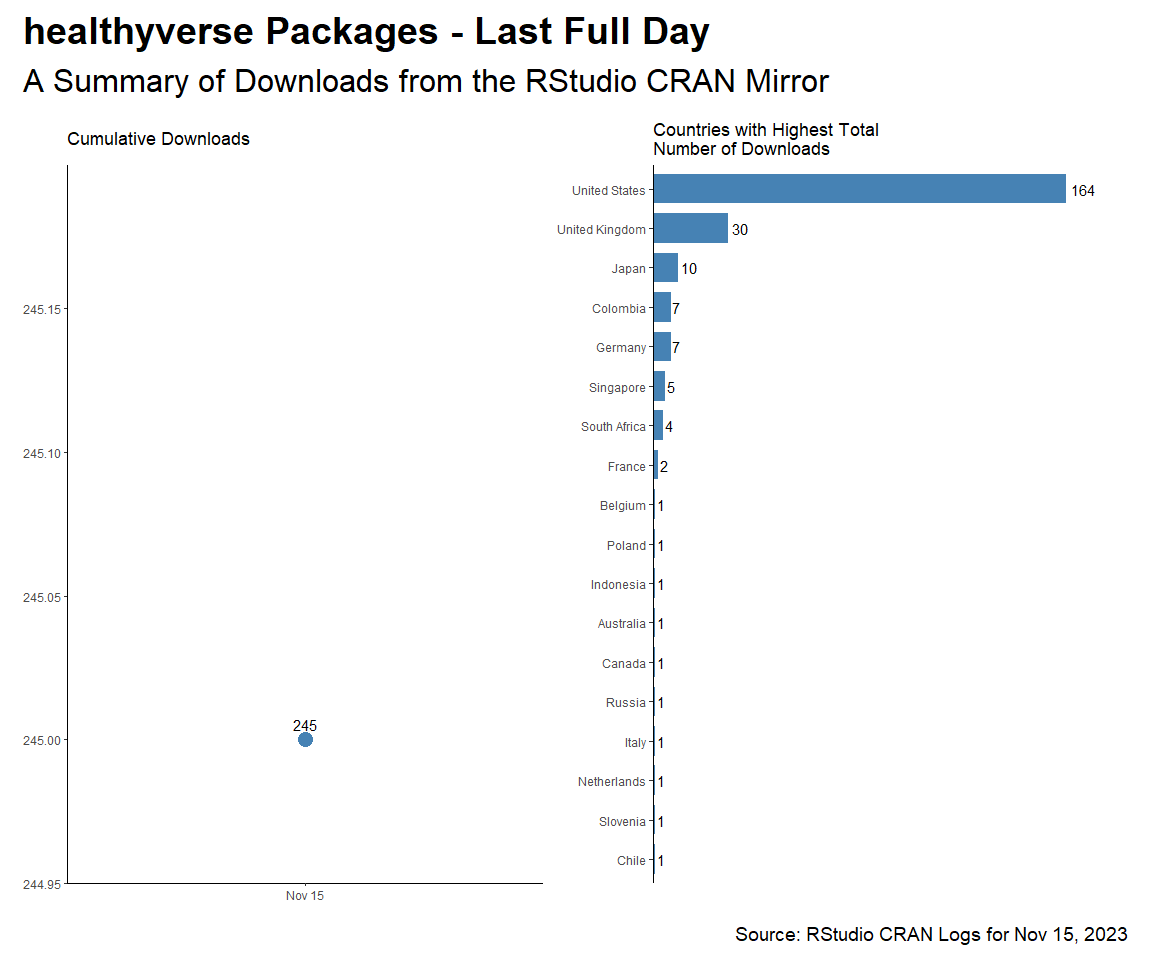 healthyverse Packages - Last Full Day
A Summary of Downloads from the RStudio CRAN Mirror
Cumulative Downloads
245.15
245.10
245.05
245.00
244.95
245
Nov 15
Countries with Highest Total
Number of Downloads
United States 164
United Kingdom 30
Japan 10
Colombia 7
Germany 7
Singapore 5
South Africa 4
France 2
Belgium 1
Poland 1
Indonesia 1
Australia 1
Canada 1
Russia 1
Italy 1
Netherlands 1
Slovenia 1
Chile 1
Source: RStudio CRAN Logs for Nov 15, 2023